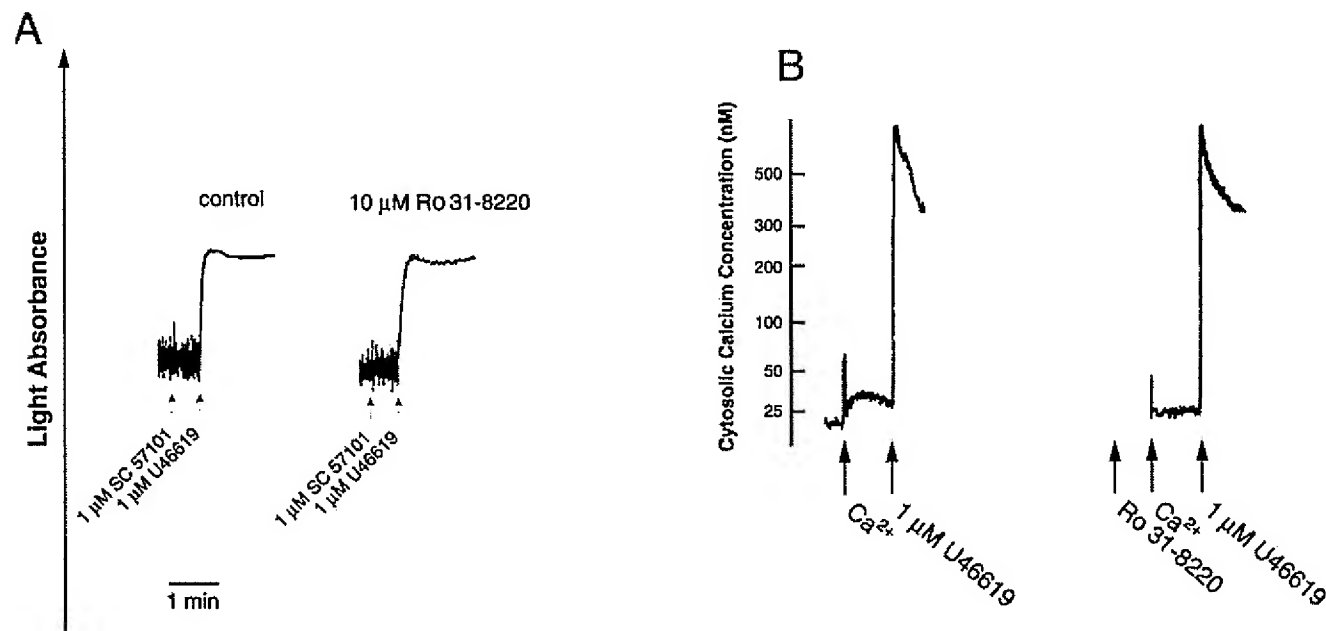 A
Light Absorbance
control
10 µM Ro 31-8220
1 µM SC 57101
1 µM U46619
1 µM SC 57101
1 µM U46619
1 min
B
Cytosolic Calcium Concentration (nM)
500
300
200
100
50
25
Ca2+
1 µM U46619
Ro 31-8220
Ca2+
1 µM U46619